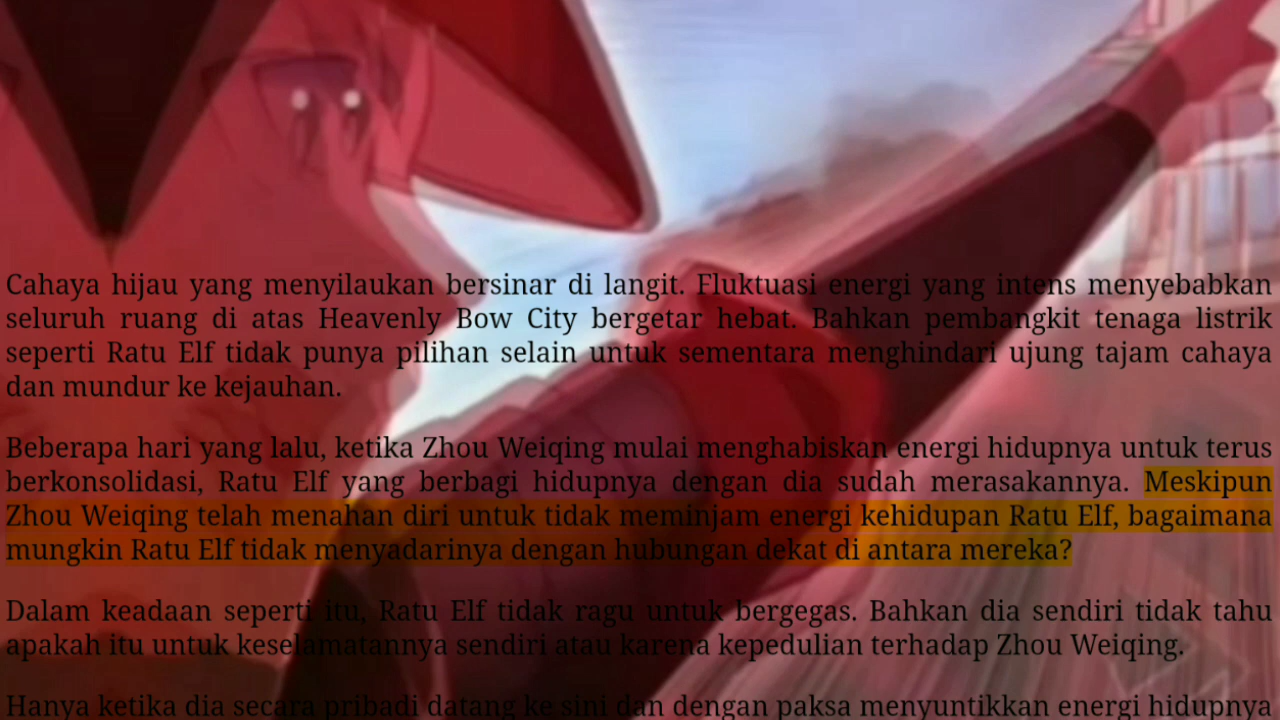 Cahaya hijau yang menyilaukan bersinar di langit. Fluktuasi energi yang intens menyebabkan
seluruh ruang di atas Heavenly Bow City bergetar hebat. Bahkan pembangkit tenaga listrik
seperti Ratu Elf tidak punya pilihan selain untuk sementara menghindari ujung tajam cahaya
dan mundur ke kejauhan.
Beberapa hari yang lalu, ketika Zhou Weiqing mulai menghabiskan energi hidupnya untuk terus
berkonsolidasi, Ratu Elf yang berbagi hidupnya dengan dia sudah merasakannya. Meskipun
Zhou Weiqing telah menahan diri untuk tidak meminjam energi kehidupan Ratu Elf, bagaimana
mungkin Ratu Elf tidak menyadarinya dengan hubungan dekat di antara mereka?
Dalam keadaan seperti itu, Ratu Elf tidak ragu untuk bergegas. Bahkan dia sendiri tidak tahu
apakah itu untuk keselamatannya sendiri atau karena kepedulian terhadap Zhou Weiqing.
Hanya ketika dia secara pribadi datang ke sini dan dengan paksa menyuntikkan energi hidupnya